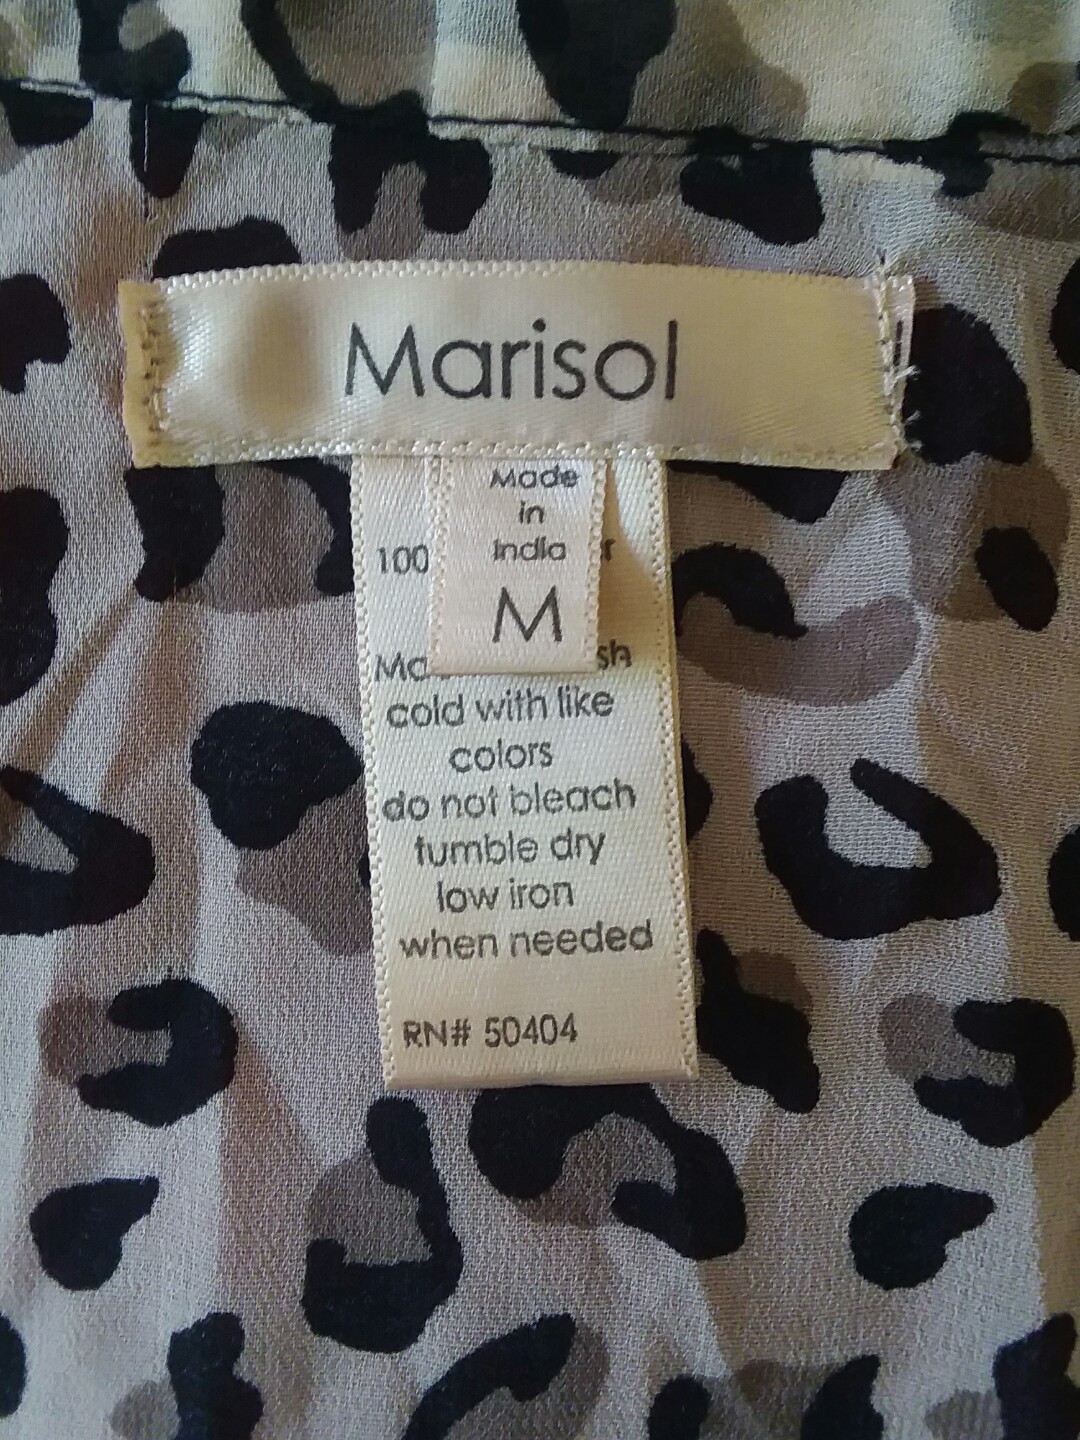 Marisol
Made
in
India
M
100
cold with like
colors
do not bleach
tumble dry
low iron
when needed
RN# 50404